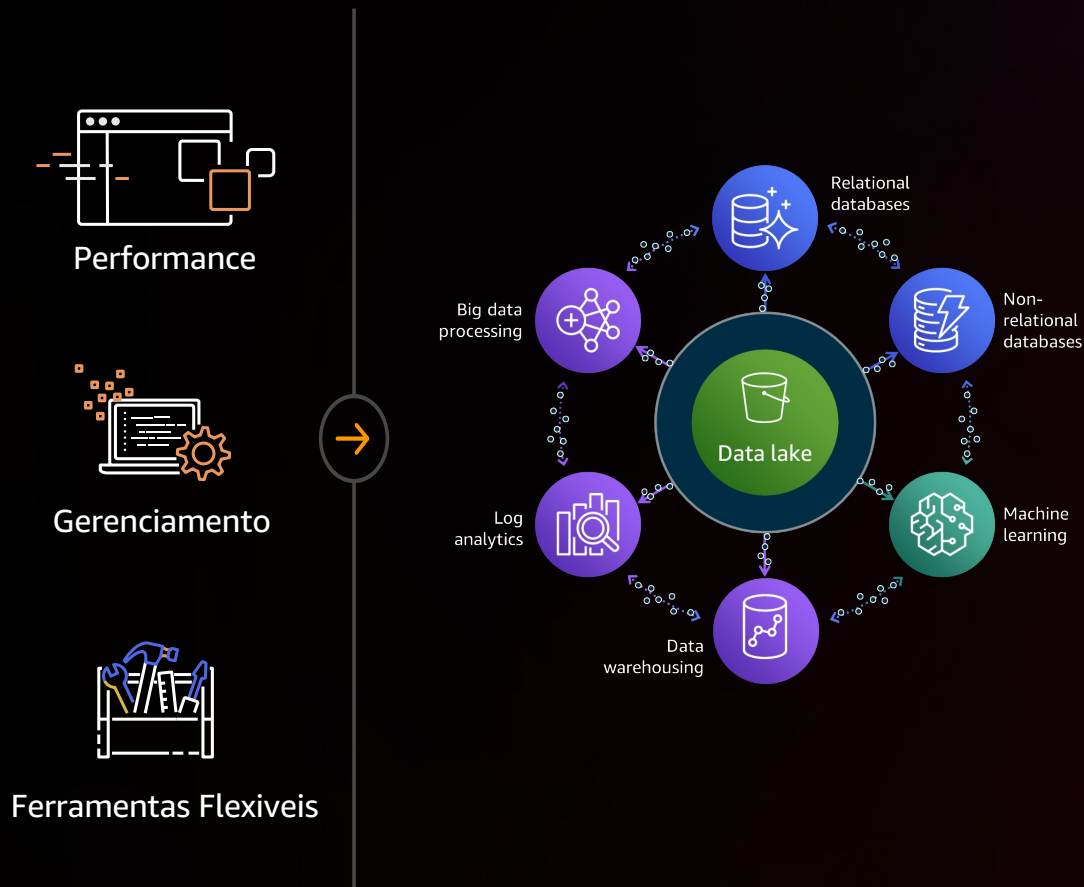 Performance
Gerenciamento
Ferramentas Flexiveis
Relational
databases
Non-
relational
databases
Big data
processing
Data lake
Log
analytics
Machine
learning
Data
warehousing